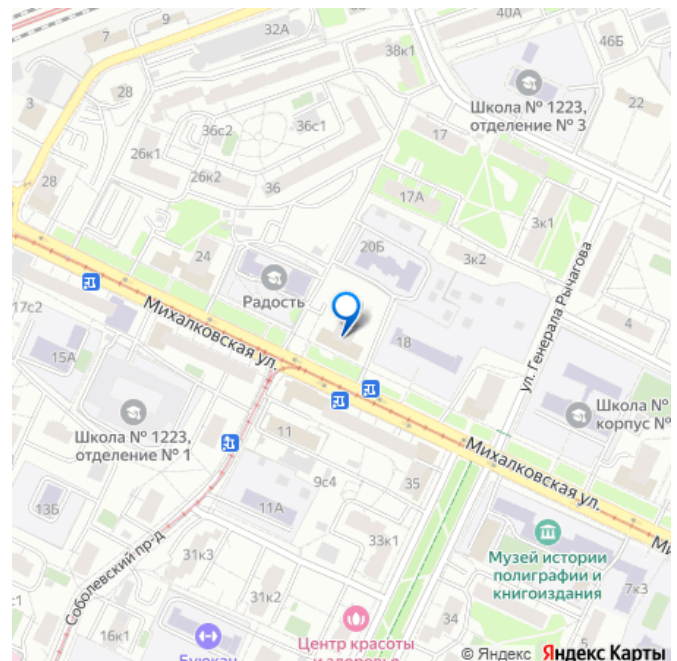 40А
9
7
32А
46Б
38к1
Школа № 1223,
отделение № 3
28
3
22
36с2
36с1
17
26к1
26к2
36
28
17А
3к1
20Б
24
3к2
Радость
ул. Генерала Рычагова
17с2
Михалковская ул.
4
18
15А
Школа № 1223,
отделение № 1
Школа №
корпус №
11
Михалковская ул.
9с4
35
11А
13Б
33к1
Ми
Музей истории
полиграфии и
книгоиздания
7к3
31к3
Соболевский пр-д
31к2
34
5
16к1
Центр красоты
© Яндекс Яндекс Карты